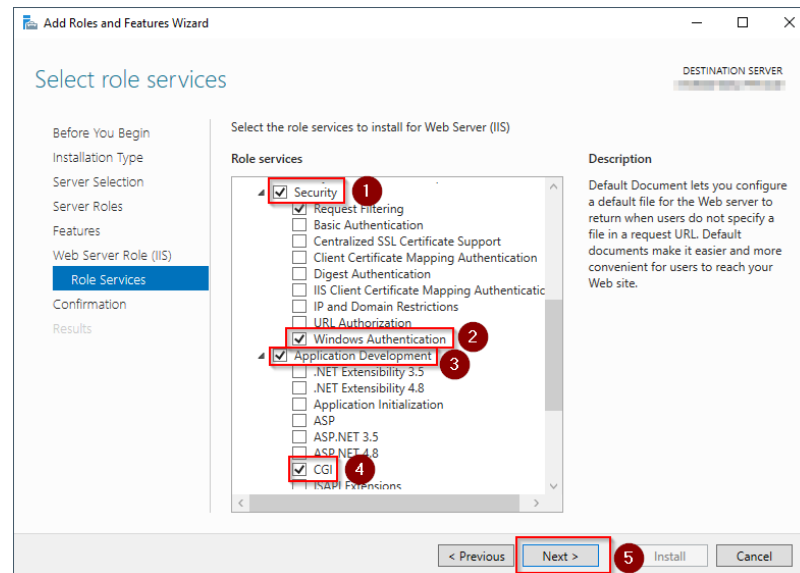 Add Roles and Features Wizard
Select role services
DESTINATION SERVER
Before You Begin
Installation Type
Server Selection
Server Roles
Features
Web Server Role (IIS)
Role Services
Confirmation
Results
Select the role services to install for Web Server (IIS)
Role services
Security
1
Request Filtering
Basic Authentication
Centralized SSL Certificate Support
Client Certificate Mapping Authentication
Digest Authentication
IIS Client Certificate Mapping Authenticatic
IP and Domain Restrictions
URL Authorization
Windows Authentication
2
Application Development
3
.NET Extensibility 3.5
.NET Extensibility 4.8
Application Initialization
ASP
ASP.NET 3.5
ASP.NET 4.8
CGI
4
ISAPI Extensions
Description
Default Document lets you configure
a default file for the Web server to
return when users do not specify a
file in a request URL. Default
documents make it easier and more
convenient for users to reach your
Web site.
< Previous
Next >
5
Install
Cancel